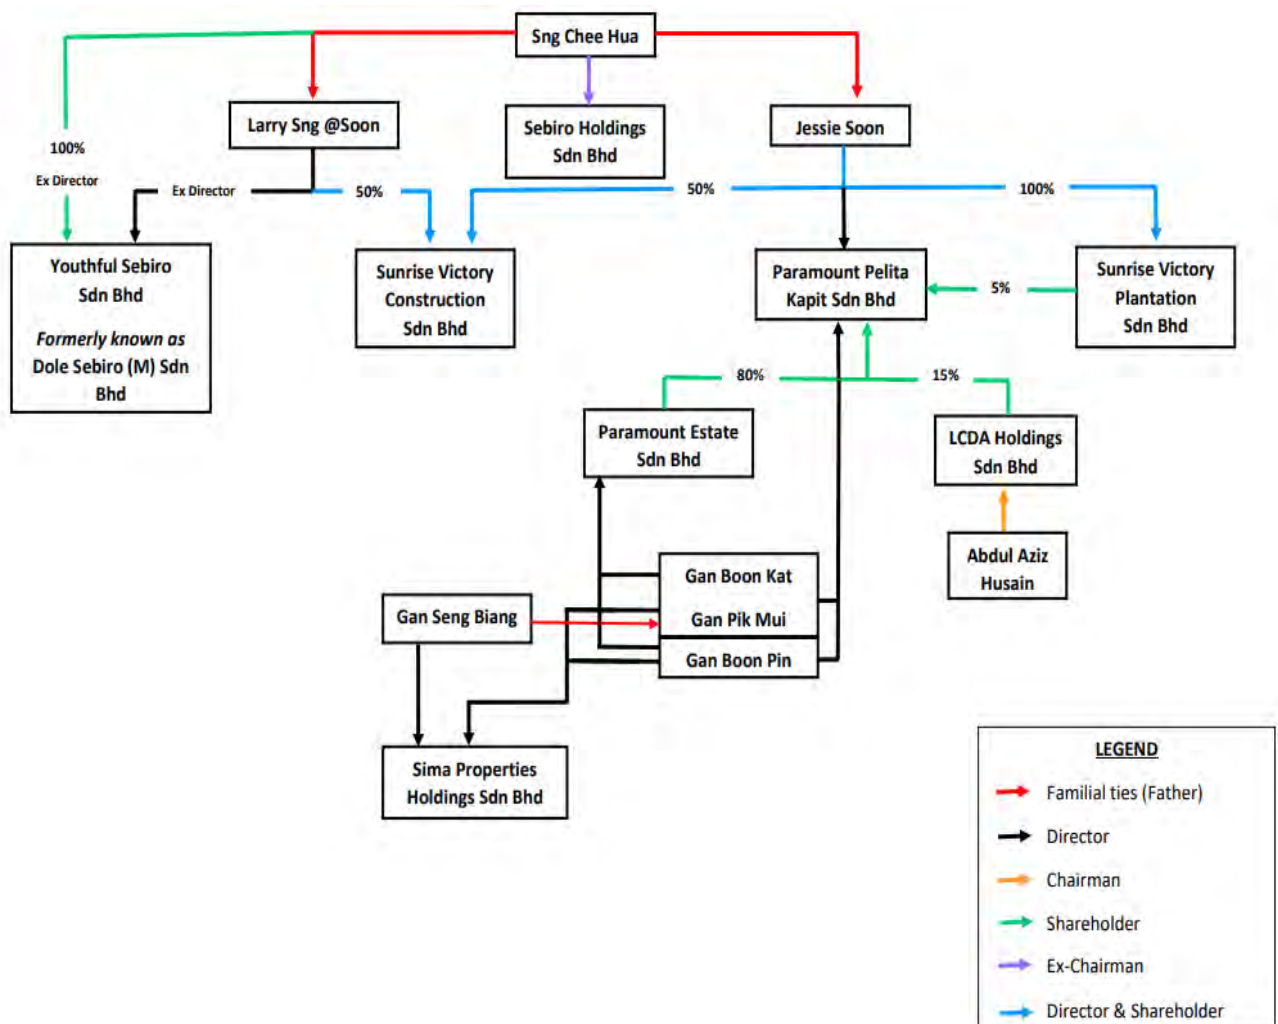 Sng Chee Hua
Larry Sng @Soon
Sebiro Holdings
Sdn Bhd
Jessie Soon
100%
Ex Director
Ex Director
50%
50%
100%
Youthful Sebiro
Sdn Bhd
Formerly known as
Dole Sebiro (M) Sdn
Bhd
Sunrise Victory
Construction
Sdn Bhd
Paramount Pelita
Kapit Sdn Bhd
5%
Sunrise Victory
Plantation
Sdn Bhd
80%
15%
Paramount Estate
Sdn Bhd
LCDA Holdings
Sdn Bhd
Abdul Aziz
Husain
Gan Boon Kat
Gan Pik Mui
Gan Boon Pin
Gan Seng Biang
Sima Properties
Holdings Sdn Bhd
LEGEND
Familial ties (Father)
Director
Chairman
Shareholder
Ex-Chairman
Director & Shareholder